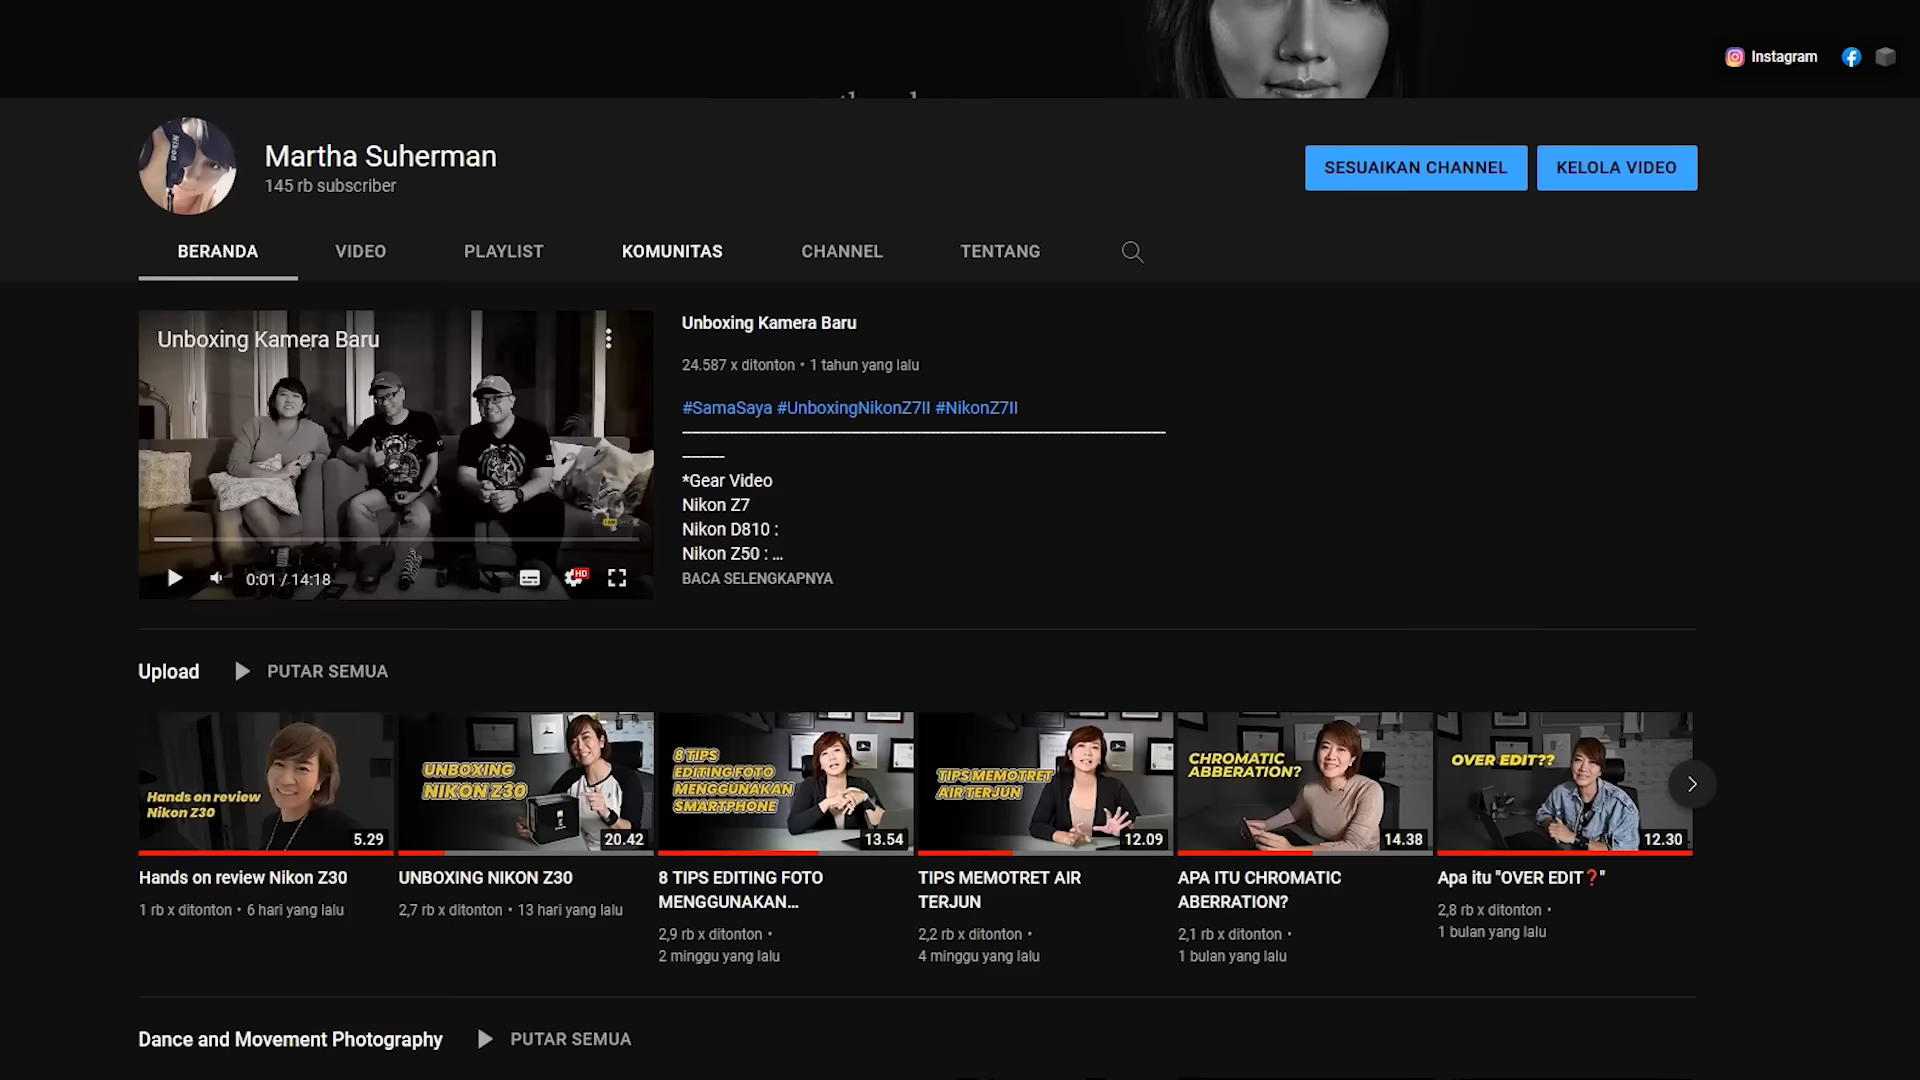 Instagram
Martha Suherman
145 rb subscriber
SESUAIKAN CHANNEL
KELOLA VIDEO
BERANDA
VIDEO
PLAYLIST
KOMUNITAS
CHANNEL
TENTANG
Unboxing Kamera Baru
0:01 / 14:18
HD
Unboxing Kamera Baru
24.587 x ditonton • 1 tahun yang lalu
#SamaSaya #UnboxingNikonZ7II #NikonZ7II
*Gear Video
Nikon Z7
Nikon D810 :
Nikon Z50 : ...
BACA SELENGKAPNYA
Upload
PUTAR SEMUA
Hands on review
Nikon Z30
5.29
Hands on review Nikon Z30
1 rb x ditonton • 6 hari yang lalu
UNBOXING
NIKON Z30
20.42
UNBOXING NIKON Z30
2,7 rb x ditonton • 13 hari yang lalu
8 TIPS
EDITING FOTO
MENGGUNAKAN
SMARTPHONE
13.54
8 TIPS EDITING FOTO
MENGGUNAKAN...
2,9 rb x ditonton •
2 minggu yang lalu
TIPS MEMOTRET
AIR TERJUN
12.09
TIPS MEMOTRET AIR
TERJUN
2,2 rb x ditonton •
4 minggu yang lalu
CHROMATIC
ABBERATION?
14.38
APA ITU CHROMATIC
ABERRATION?
2,1 rb x ditonton •
1 bulan yang lalu
OVER EDIT??
12.30
Apa itu "OVER EDIT❓"
2,8 rb x ditonton •
1 bulan yang lalu
Dance and Movement Photography
PUTAR SEMUA